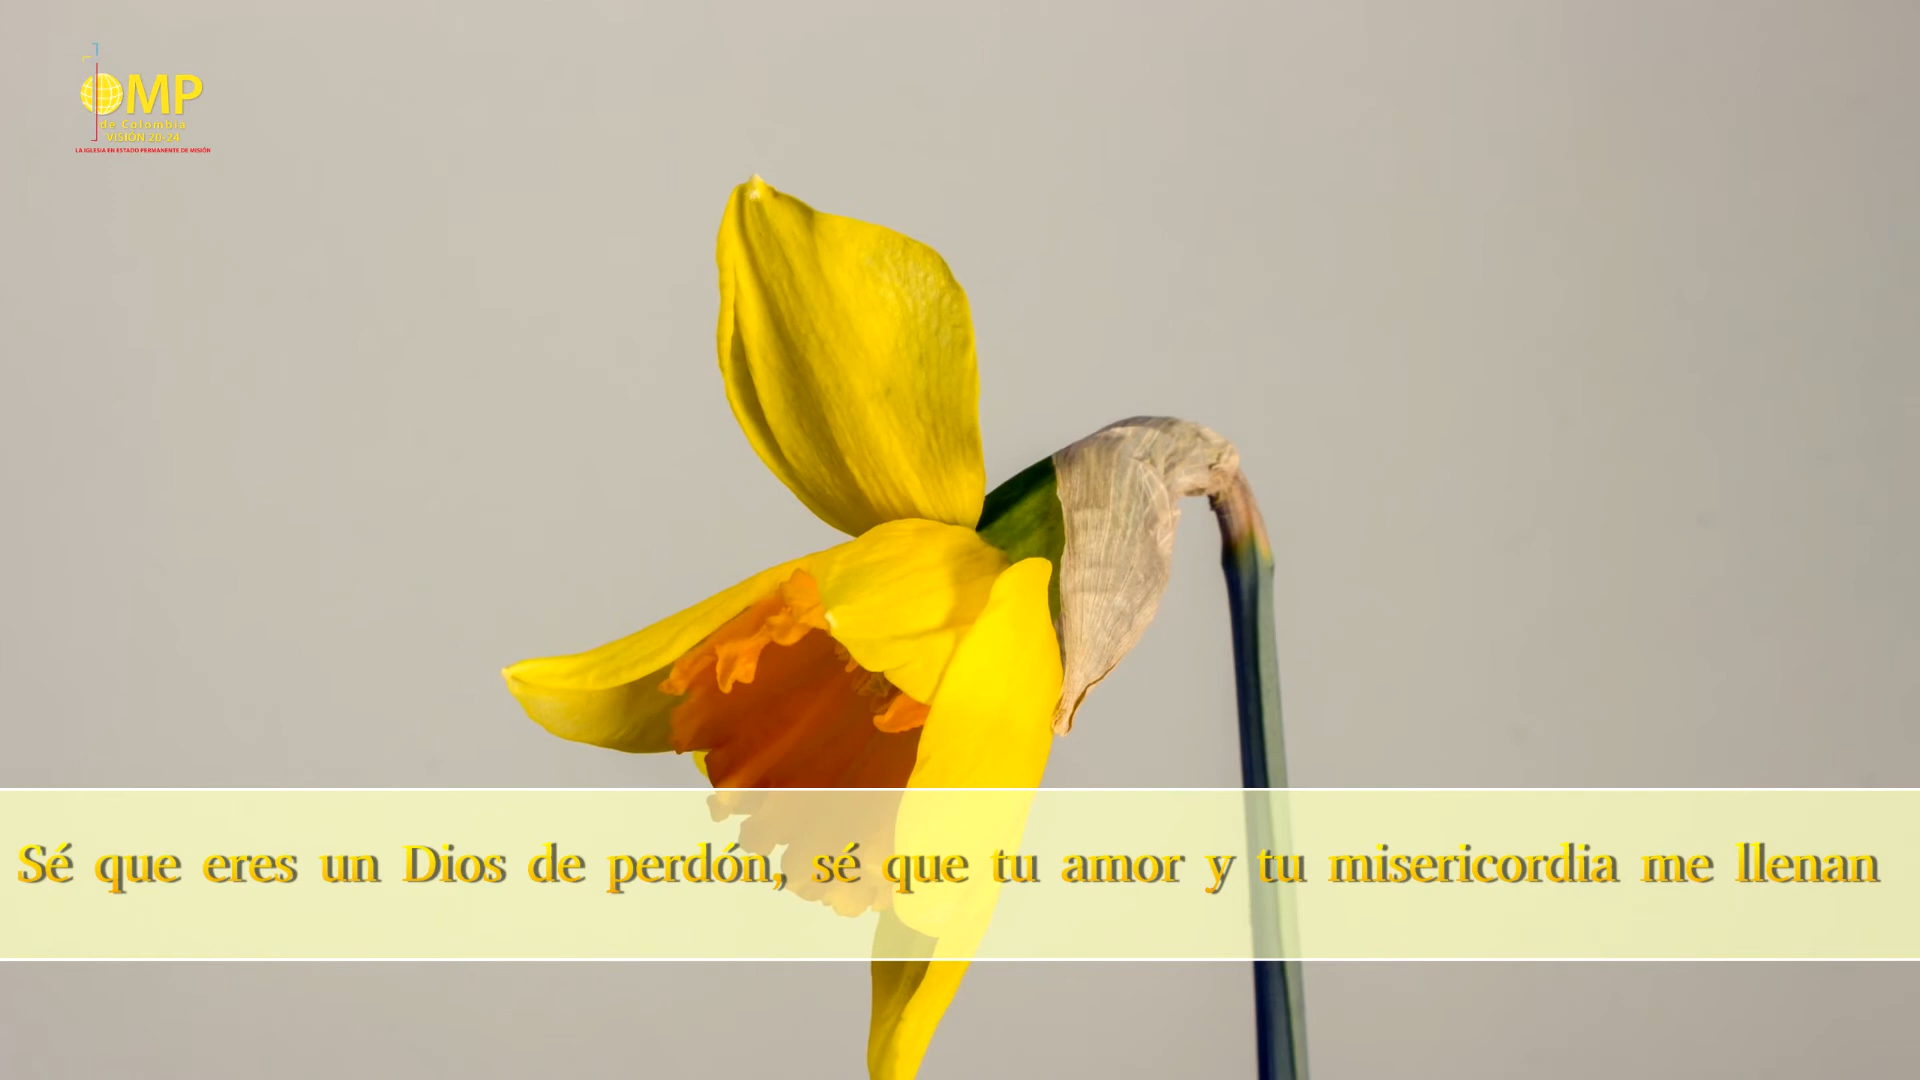 OMP
de Colombia
VISIÓN 20-24
LA IGLESIA EN ESTADO PERMANENTE DE MISIÓN
Sé que eres un Dios de perdón, sé que tu amor y tu misericordia me llenan